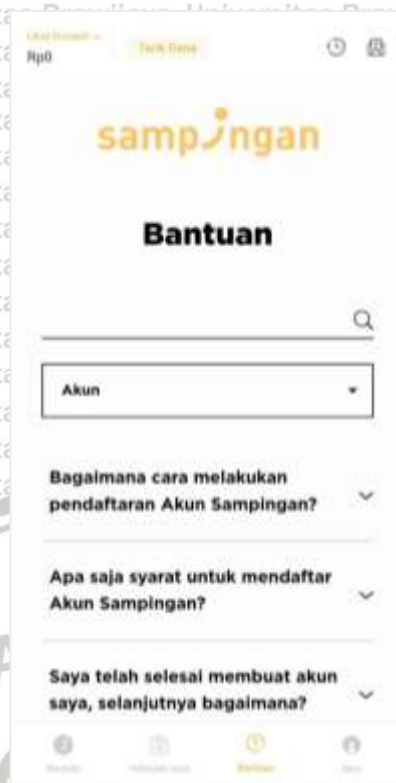 Rp0
Tarik Dana
sampingan
Bantuan
Akun
Bagaimana cara melakukan
pendaftaran Akun Sampingan?
Apa saja syarat untuk mendaftar
Akun Sampingan?
Saya telah selesai membuat akun
saya, selanjutnya bagaimana?
Bantuan